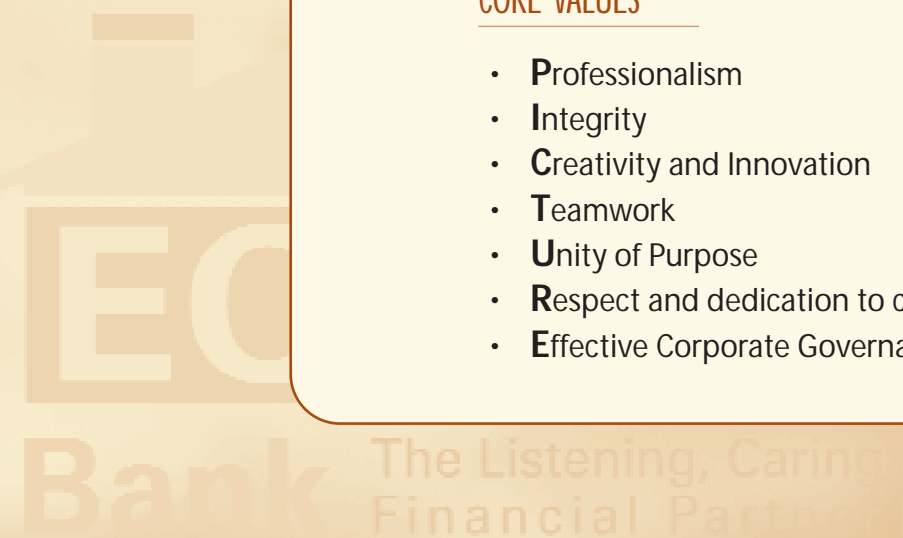 CORE VALUES
• Professionalism
• Integrity
• Creativity and Innovation
• Teamwork
• Unity of Purpose
• Respect and dedication to
• Effective Corporate
Bank
The Listening, Caring
Financial